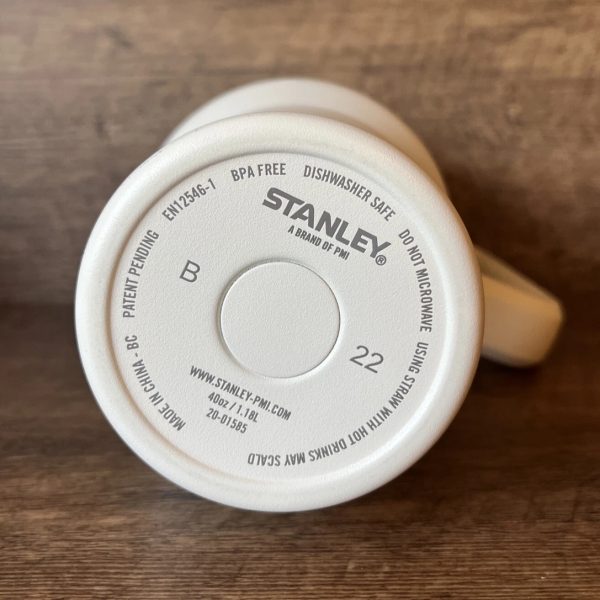 STANLEY®
A BRAND OF PMI
B
22
WWW.STANLEY-PMI.COM
40oz / 1.18L
20-01585
MADE IN CHINA - BC PATENT PENDING EN12546-1 BPA FREE DISHWASHER SAFE DO NOT MICROWAVE USING STRAW WITH HOT DRINKS MAY SCALD